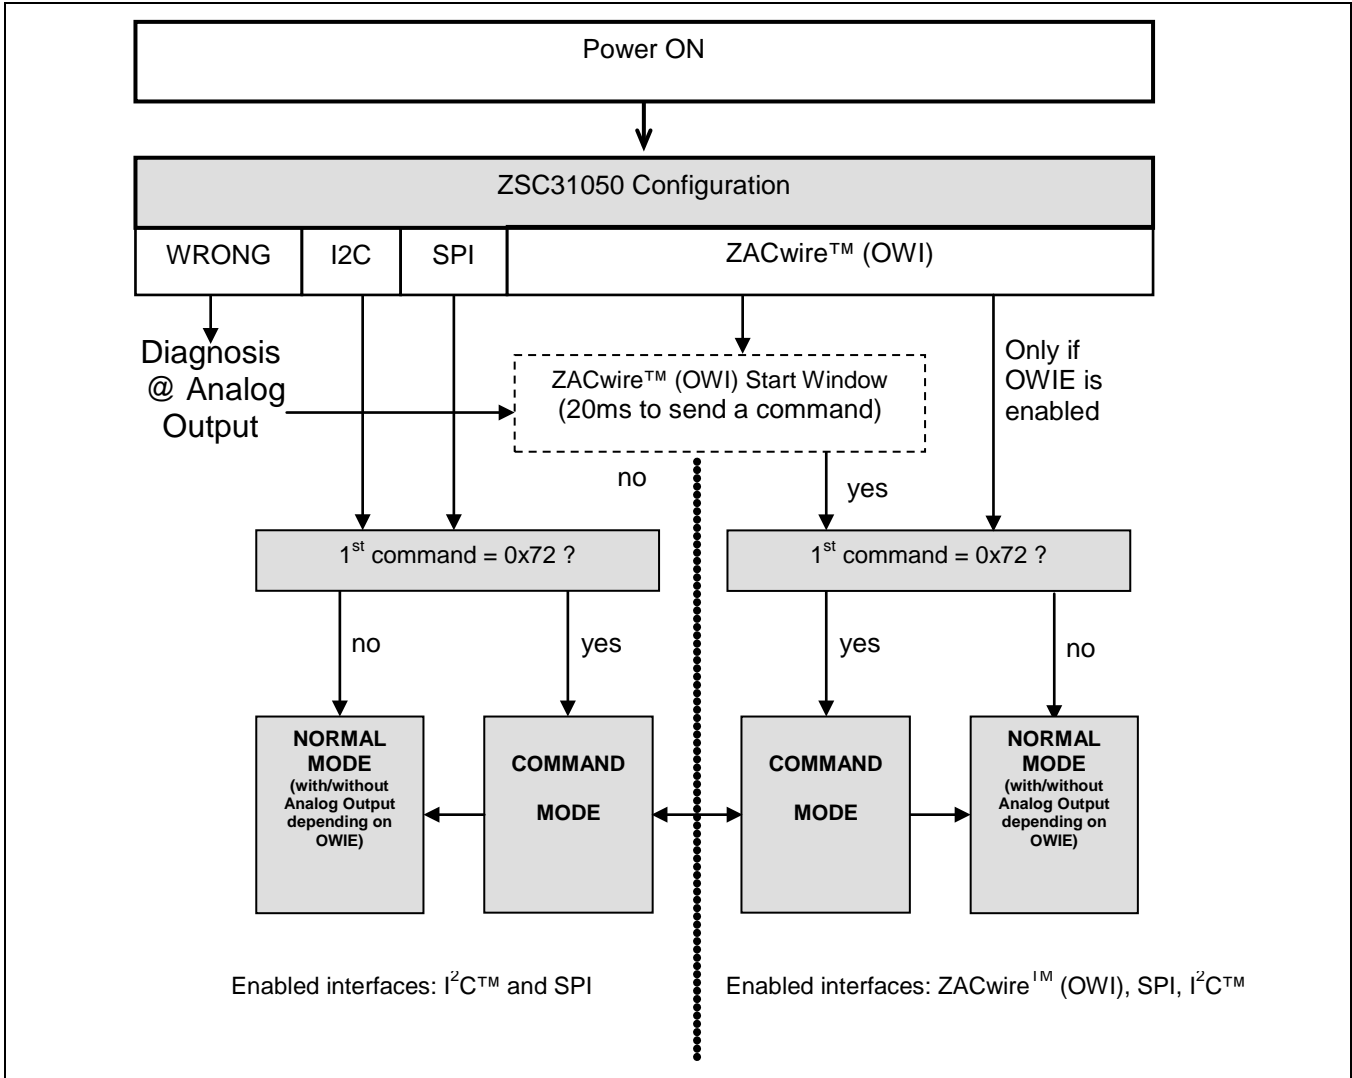 Power ON
ZSC31050 Configuration
WRONG
I2C
SPI
ZACwire™ (OWI)
Diagnosis
@ Analog
Output
ZACwire™ (OWI) Start Window
(20ms to send a command)
Only if
OWIE is
enabled
no
yes
1st command = 0x72 ?
1st command = 0x72 ?
no
yes
yes
no
NORMAL
MODE
(with/without
Analog Output
depending on
OWIE)
COMMAND
MODE
COMMAND
MODE
NORMAL
MODE
(with/without
Analog Output
depending on
OWIE)
Enabled interfaces: I²C™ and SPI
Enabled interfaces: ZACwire™ (OWI), SPI, I²C™